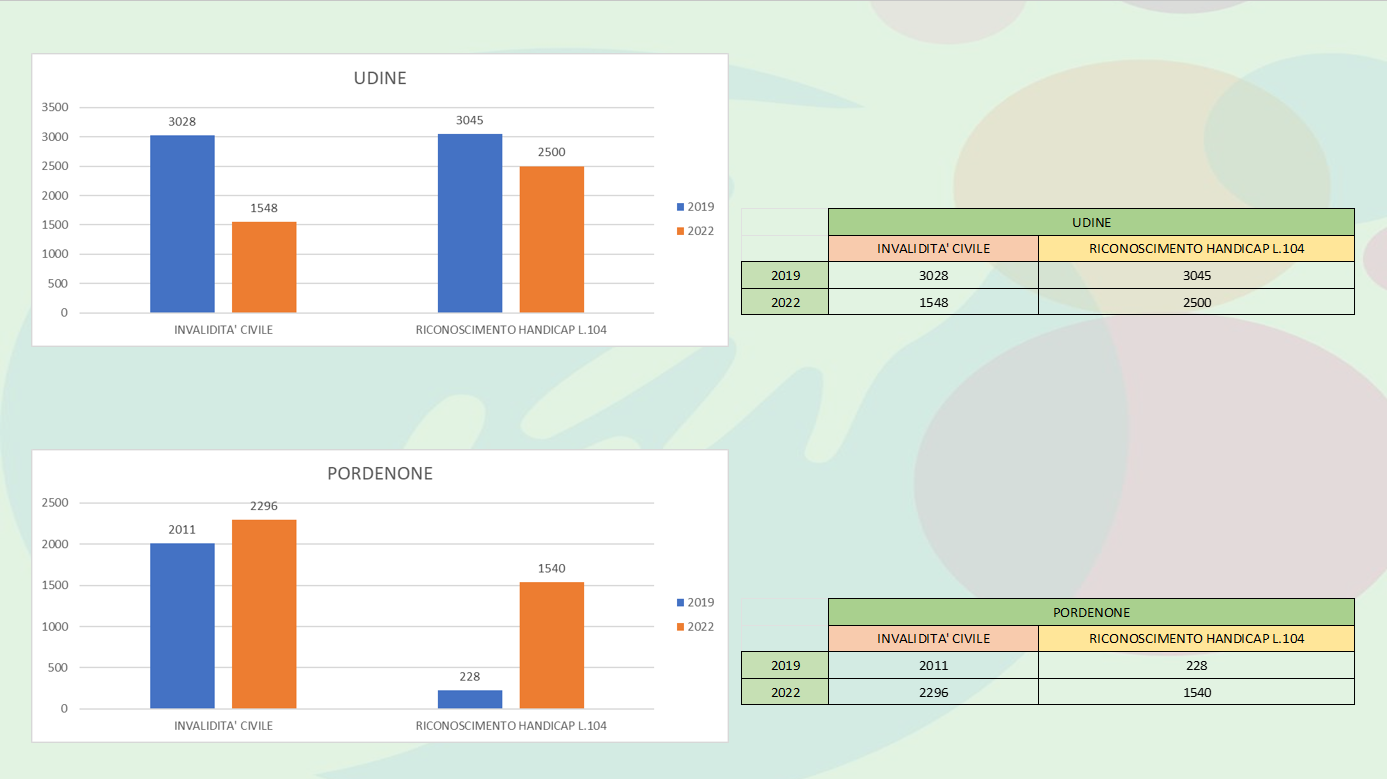 UDINE
3500
3000
2500
2000
1500
1000
500
0
3028
1548
3045
2500
INVALIDITA' CIVILE
RICONOSCIMENTO HANDICAP L.104
2019
2022
UDINE
INVALIDITA' CIVILE RICONOSCIMENTO HANDICAP L.104
2019 3028 3045
2022 1548 2500
PORDENONE
2500
2000
1500
1000
500
0
2011
2296
228
1540
INVALIDITA' CIVILE
RICONOSCIMENTO HANDICAP L.104
2019
2022
PORDENONE
INVALIDITA' CIVILE RICONOSCIMENTO HANDICAP L.104
2019 2011 228
2022 2296 1540